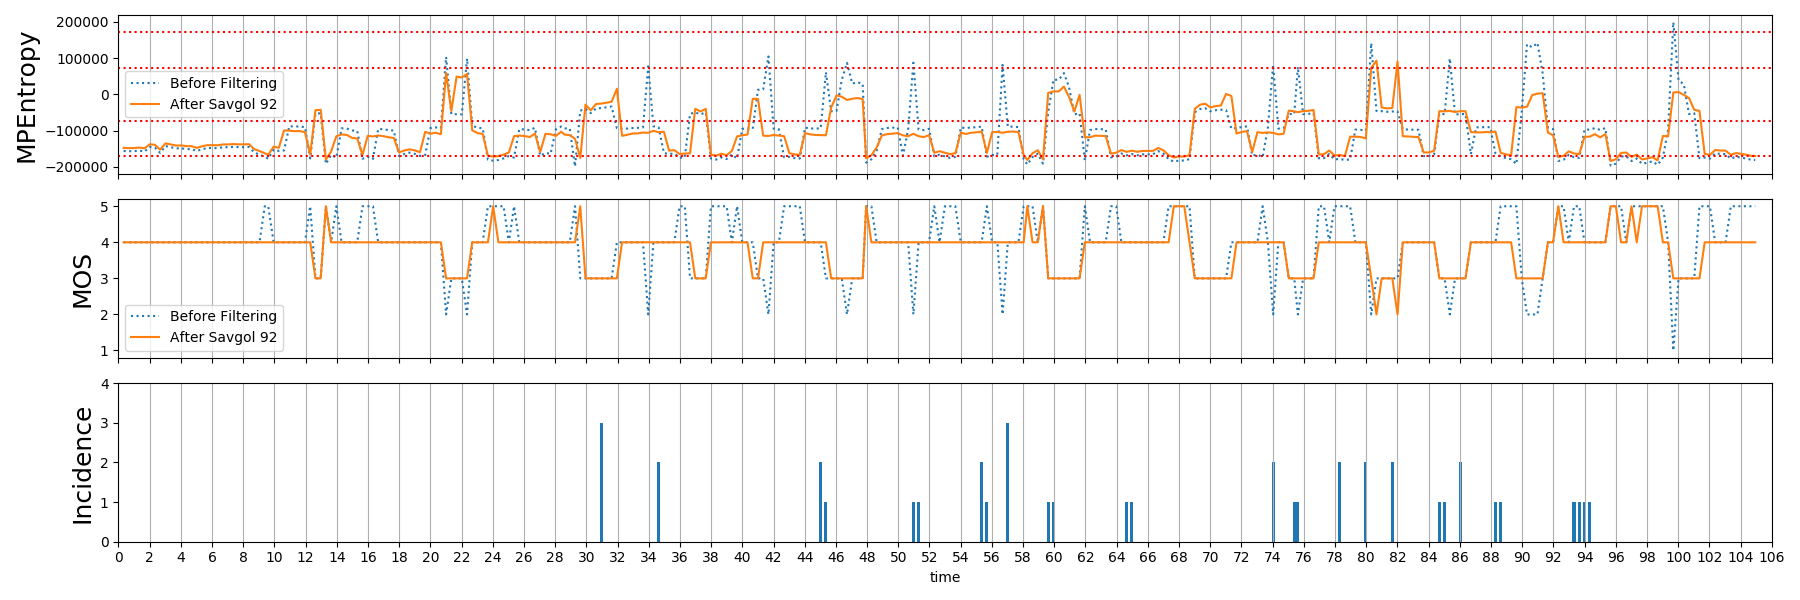 MPEntropy
200000
100000
0
−100000
−200000
Before Filtering
After Savgol 92
MOS
5
4
3
2
1
Before Filtering
After Savgol 92
Incidence
4
3
2
1
0
0 2 4 6 8 10 12 14 16 18 20 22 24 26 28 30 32 34 36 38 40 42 44 46 48 50 52 54 56 58 60 62 64 66 68 70 72 74 76 78 80 82 84 86 88 90 92 94 96 98 100 102 104 106
time